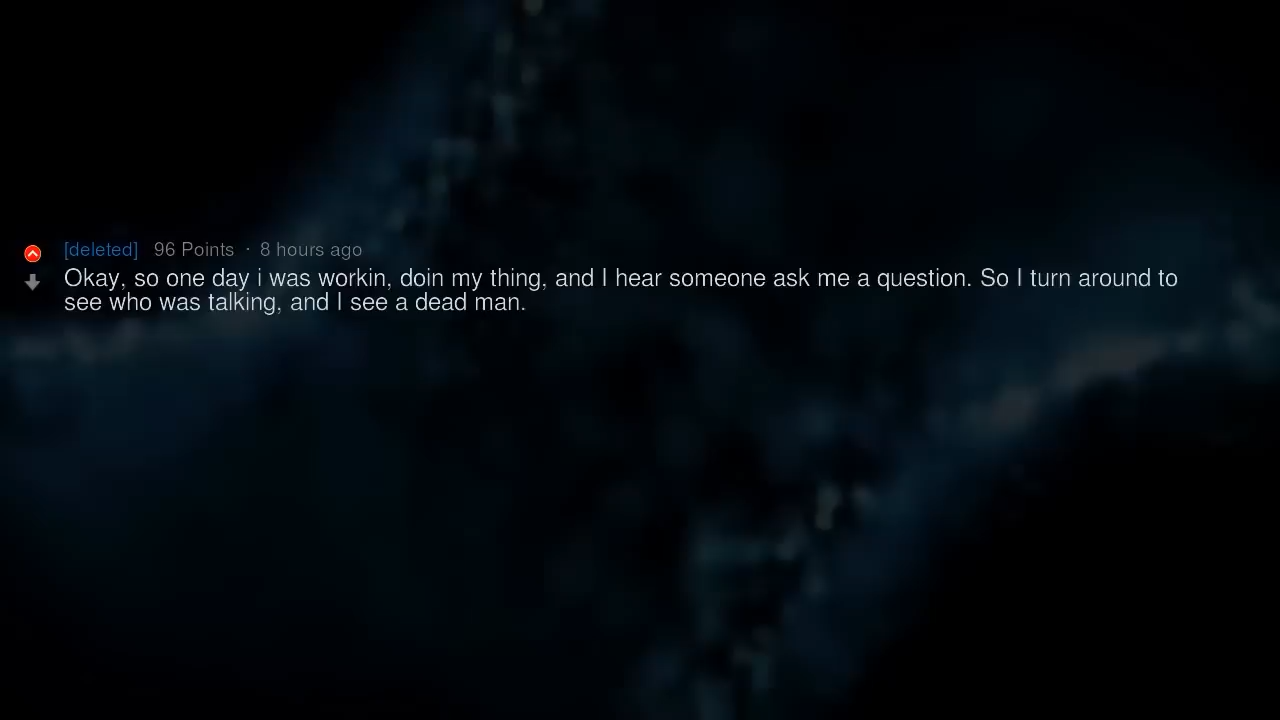 [deleted] 96 Points · 8 hours ago
Okay, so one day i was workin, doin my thing, and I hear someone ask me a question. So I turn around to
see who was talking, and I see a dead man.